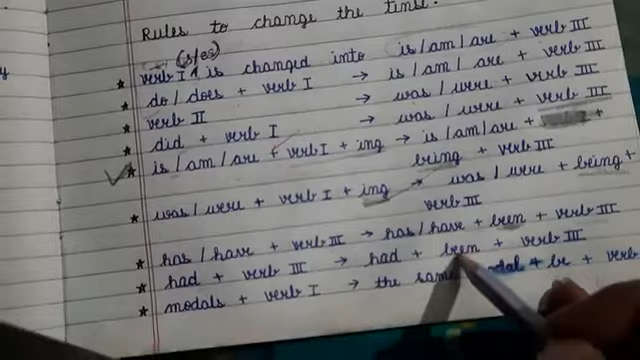 Rules to change the tense.
(s/es)
verb I ^ is changed into is/am/are + verb III
do/does + verb I → is/am/are + verb III
verb II → was/were + verb III
did + verb I → was/were + verb III
is/am/are + verb I + ing → is/am/are + +
being + verb III
was/were + verb I + ing → was/were + being +
verb III
has/have + verb III → has/have + been + verb III
had + verb III → had + been + verb III
modals + verb I → the same modal + be + verb